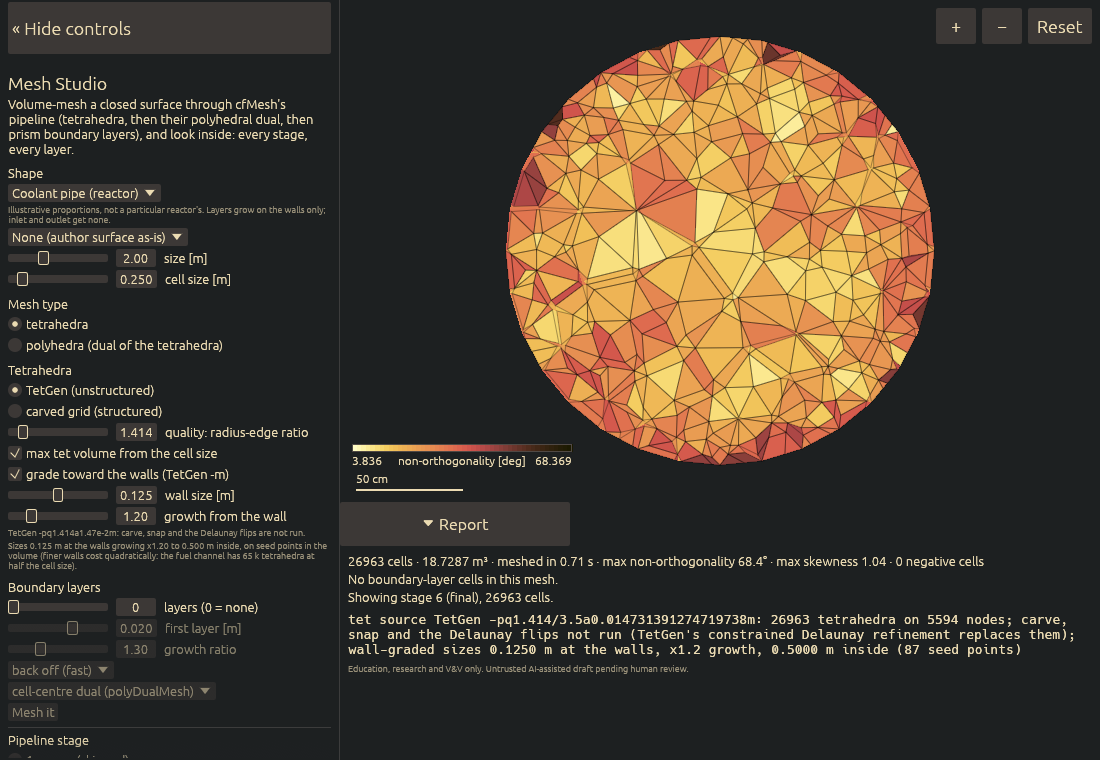 « Hide controls
+
−
Reset
Mesh Studio
Volume-mesh a closed surface through cfMesh's
pipeline (tetrahedra, then their polyhedral dual, then
prism boundary layers), and look inside: every stage,
every layer.
Shape
Coolant pipe (reactor)
Illustrative proportions, not a particular reactor's. Layers grow on the walls only;
inlet and outlet get none.
None (author surface as-is)
2.00 size [m]
0.250 cell size [m]
Mesh type
tetrahedra
polyhedra (dual of the tetrahedra)
Tetrahedra
TetGen (unstructured)
carved grid (structured)
1.414 quality: radius-edge ratio
max tet volume from the cell size
grade toward the walls (TetGen -m)
0.125 wall size [m]
1.20 growth from the wall
TetGen -pq1.414a1.47e-2m: carve, snap and the Delaunay flips are not run.
Sizes 0.125 m at the walls growing x1.20 to 0.500 m inside, on seed points in the
volume (finer walls cost quadratically: the fuel channel has 65 k tetrahedra at
half the cell size).
Boundary layers
0 layers (0 = none)
0.020 first layer [m]
1.30 growth ratio
back off (fast)
cell-centre dual (polyDualMesh)
Mesh it
Pipeline stage
3.836 non-orthogonality [deg] 68.369
50 cm
Report
26963 cells · 18.7287 m³ · meshed in 0.71 s · max non-orthogonality 68.4° · max skewness 1.04 · 0 negative cells
No boundary-layer cells in this mesh.
Showing stage 6 (final), 26963 cells.
tet source TetGen -pq1.414/3.5a0.014731391274719738m: 26963 tetrahedra on 5594 nodes; carve,
snap and the Delaunay flips not run (TetGen's constrained Delaunay refinement replaces them);
wall-graded sizes 0.1250 m at the walls, x1.2 growth, 0.5000 m inside (87 seed points)
Education, research and V&V only. Untrusted AI-assisted draft pending human review.